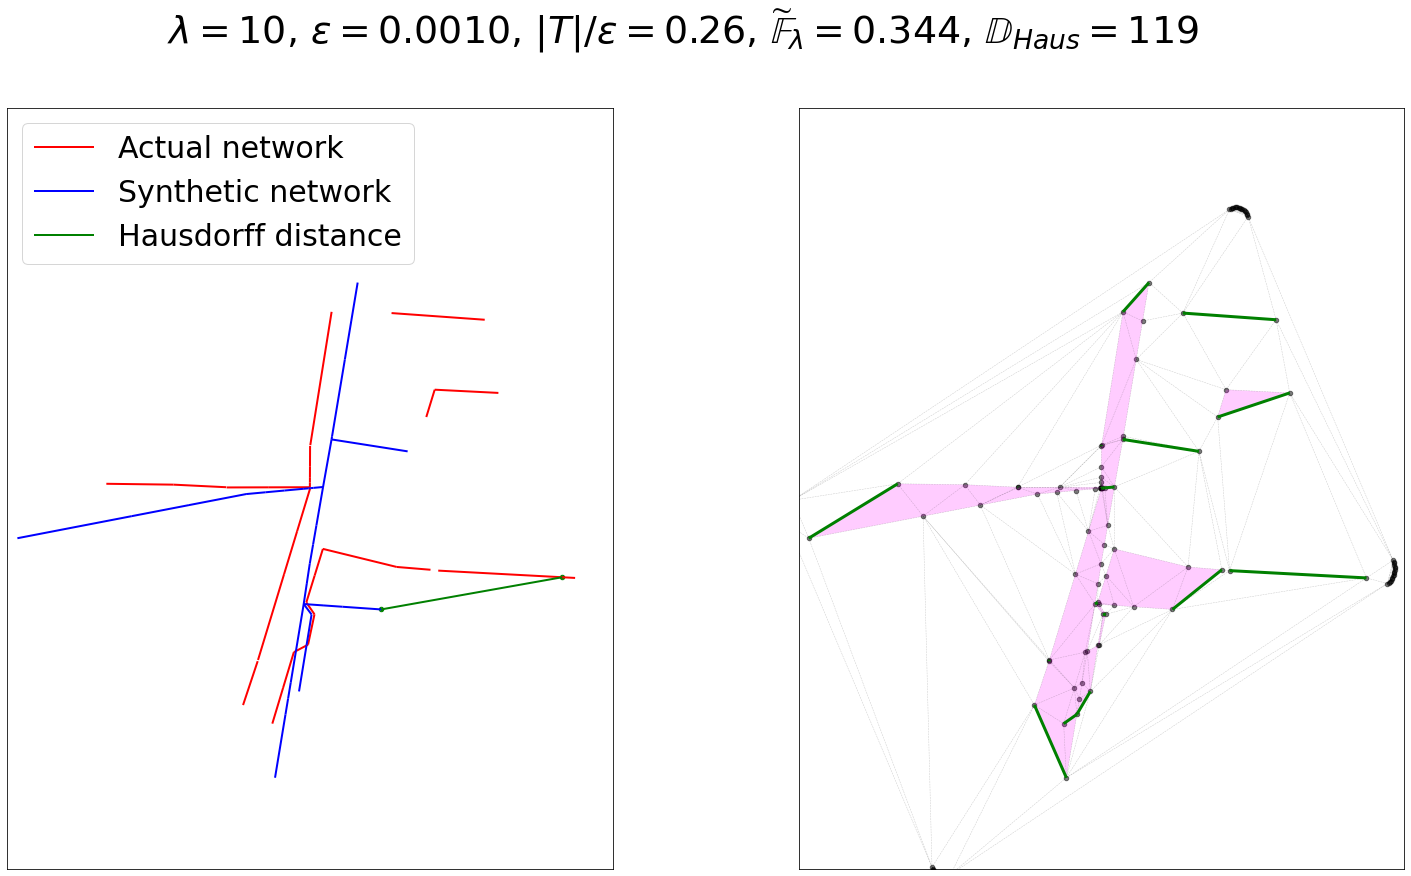 λ = 10, ε = 0.0010, |T|/ε = 0.26, 𝔽̃_λ = 0.344, 𝔻_Haus = 119
Actual network
Synthetic network
Hausdorff distance